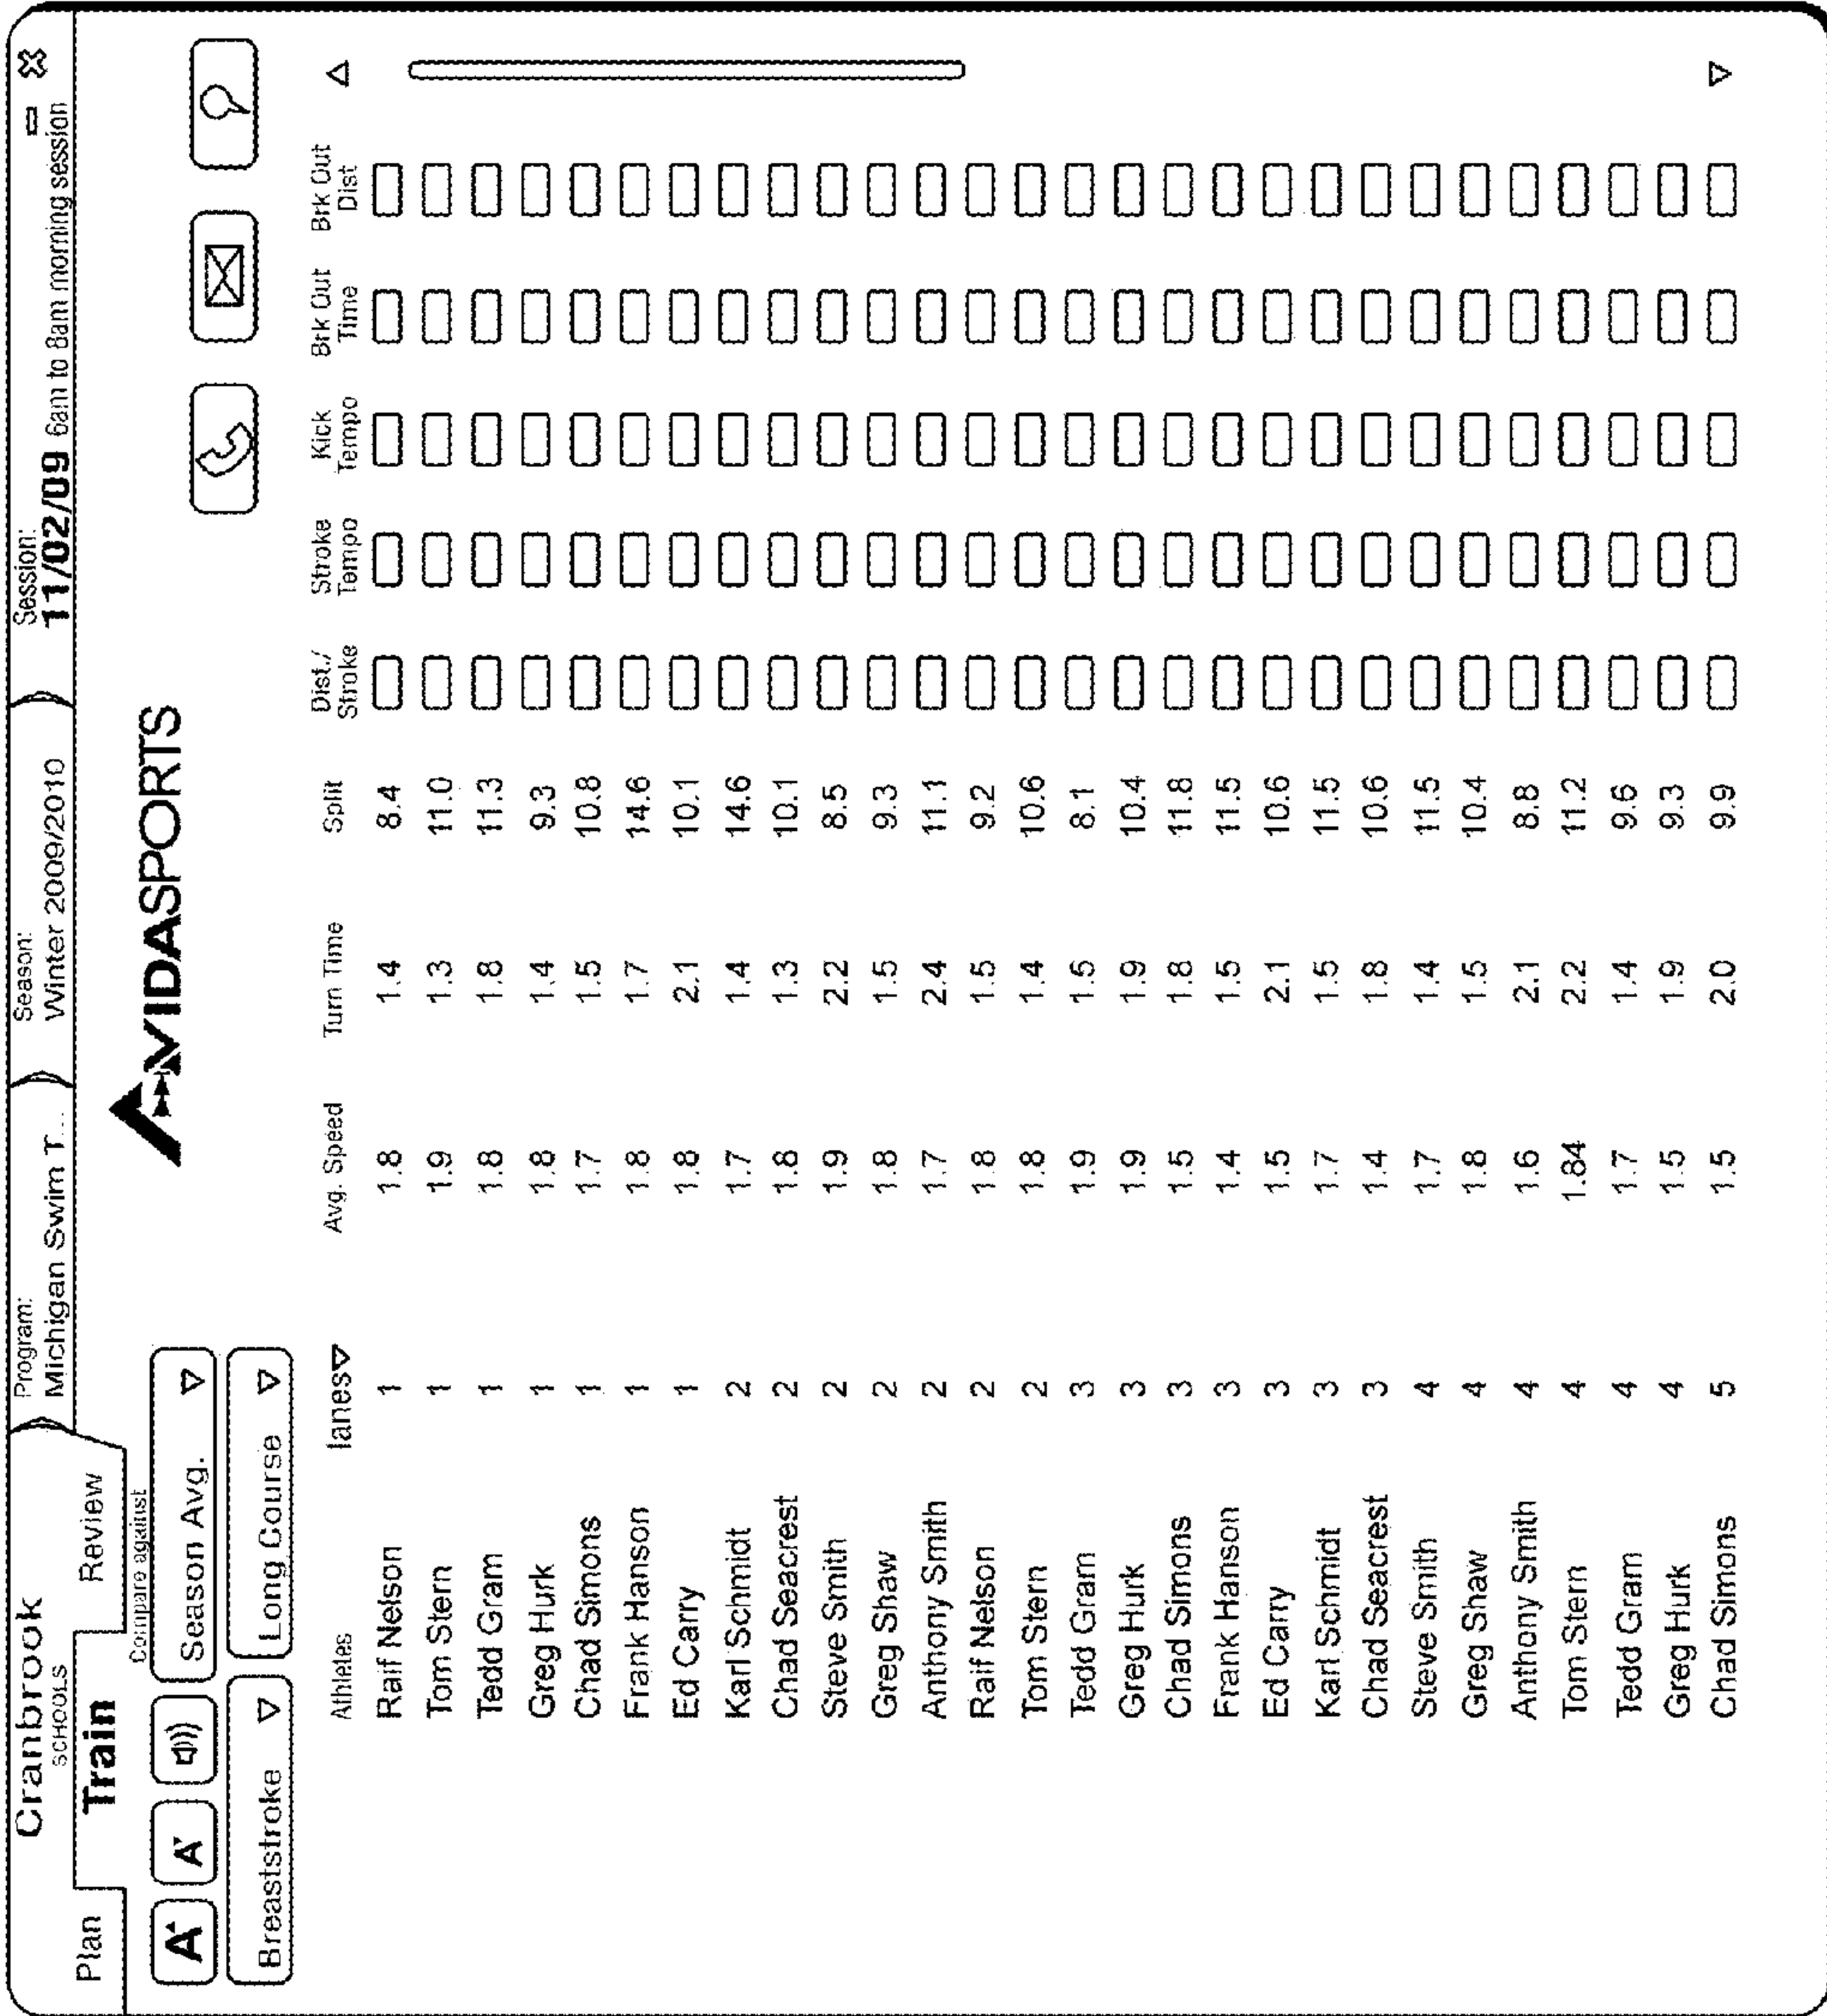 Cranbrook
SCHOOLS
Program:
Michigan Swim T...
Season:
Winter 2009/2010
Session:
11/02/09 6am to 8am morning session
Plan Train Review
Compare against
A A Season Avg.
Breaststroke Long Course
AVIDASPORTS
Athletes lanes Avg. Speed Turn Time Split Dist./ Stroke Stroke Tempo Kick Tempo Brk Out Time Brk Out Dist
Raif Nelson 1 1.8 1.4 8.4
Tom Stern 1 1.9 1.3 11.0
Tedd Gram 1 1.8 1.8 11.3
Greg Hurk 1 1.8 1.4 9.3
Chad Simons 1 1.7 1.5 10.8
Frank Hanson 1 1.8 1.7 14.6
Ed Carry 1 1.8 2.1 10.1
Karl Schmidt 2 1.7 1.4 14.6
Chad Seacrest 2 1.8 1.3 10.1
Steve Smith 2 1.9 2.2 8.5
Greg Shaw 2 1.8 1.5 9.3
Anthony Smith 2 1.7 2.4 11.1
Raif Nelson 2 1.8 1.5 9.2
Tom Stern 2 1.8 1.4 10.6
Tedd Gram 3 1.9 1.5 8.1
Greg Hurk 3 1.9 1.9 10.4
Chad Simons 3 1.5 1.8 11.8
Frank Hanson 3 1.4 1.5 11.5
Ed Carry 3 1.5 2.1 10.6
Karl Schmidt 3 1.7 1.5 11.5
Chad Seacrest 3 1.4 1.8 10.6
Steve Smith 4 1.7 1.4 11.5
Greg Shaw 4 1.8 1.5 10.4
Anthony Smith 4 1.6 2.1 8.8
Tom Stern 4 1.84 2.2 11.2
Tedd Gram 4 1.7 1.4 9.6
Greg Hurk 4 1.5 1.9 9.3
Chad Simons 5 1.5 2.0 9.9